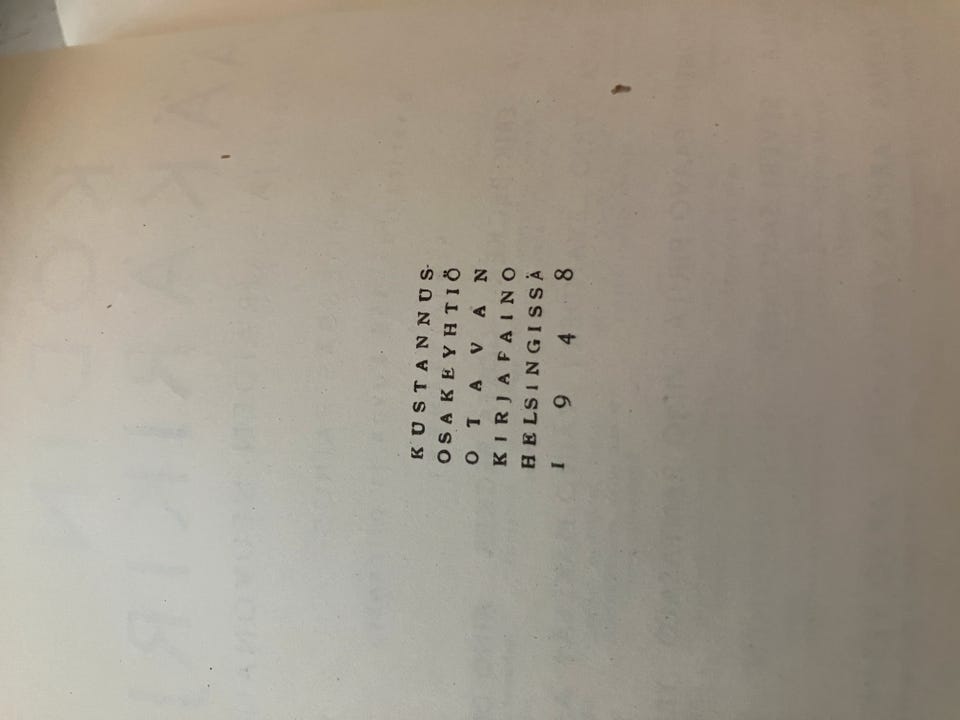 KUSTANNUS-
OSAKEYHTIÖ
OTAVAN
KIRJAPAINO
HELSINGISSÄ
1948